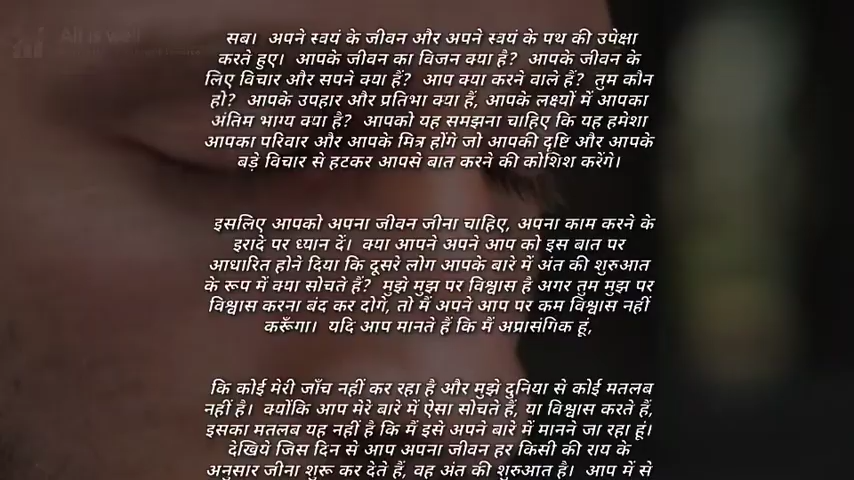 All is well
सब। अपने स्वयं के जीवन और अपने स्वयं के पथ की उपेक्षा
करते हुए। आपके जीवन का विजन क्या है? आपके जीवन के
लिए विचार और सपने क्या हैं? आप क्या करने वाले हैं? तुम कौन
हो? आपके उपहार और प्रतिभा क्या हैं, आपके लक्ष्यों में आपका
अंतिम भाग्य क्या है? आपको यह समझना चाहिए कि यह हमेशा
आपका परिवार और आपके मित्र होंगे जो आपकी दृष्टि और आपके
बड़े विचार से हटकर आपसे बात करने की कोशिश करेंगे।
इसलिए आपको अपना जीवन जीना चाहिए, अपना काम करने के
इरादे पर ध्यान दें। क्या आपने अपने आप को इस बात पर
आधारित होने दिया कि दूसरे लोग आपके बारे में अंत की शुरुआत
के रूप में क्या सोचते हैं? मुझे मुझ पर विश्वास है अगर तुम मुझ पर
विश्वास करना बंद कर दोगे, तो मैं अपने आप पर कम विश्वास नहीं
करूँगा। यदि आप मानते हैं कि मैं अप्रासंगिक हूं,
कि कोई मेरी जाँच नहीं कर रहा है और मुझे दुनिया से कोई मतलब
नहीं है। क्योंकि आप मेरे बारे में ऐसा सोचते हैं, या विश्वास करते हैं,
इसका मतलब यह नहीं है कि मैं इसे अपने बारे में मानने जा रहा हूं।
देखिये जिस दिन से आप अपना जीवन हर किसी की राय के
अनुसार जीना शुरू कर देते हैं, वह अंत की शुरुआत है। आप में से